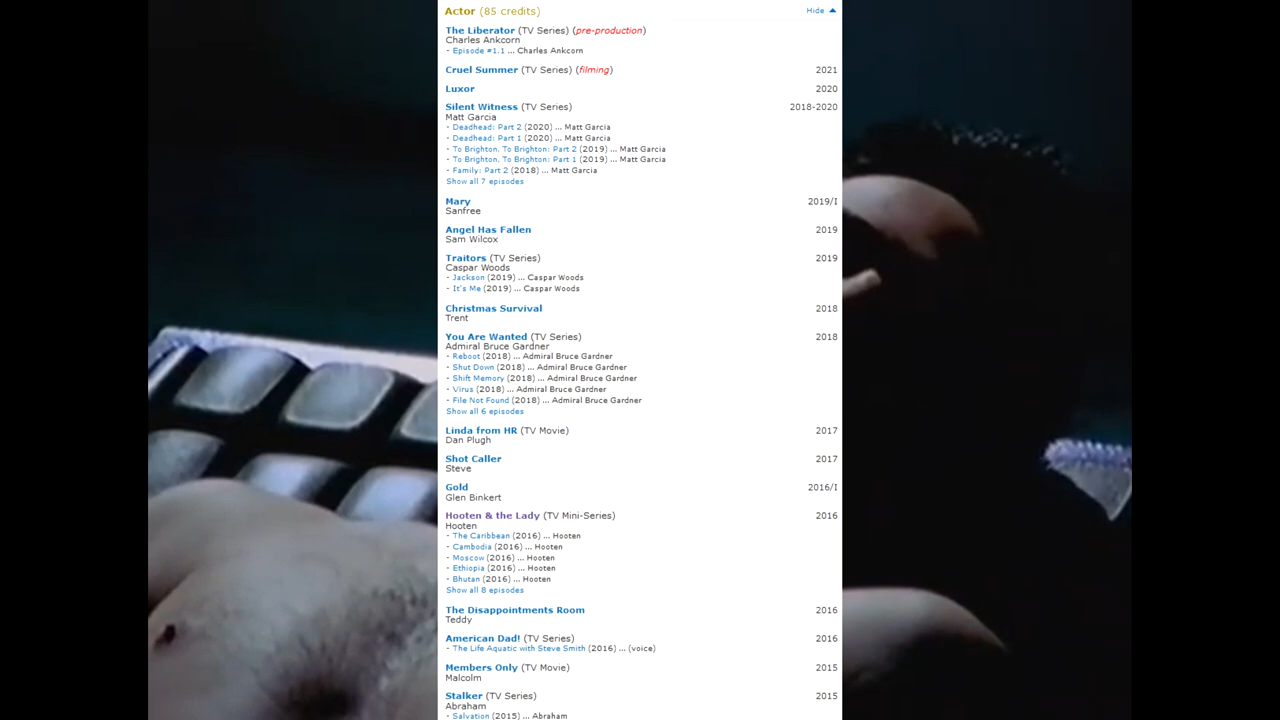 Actor (85 credits) Hide
The Liberator (TV Series) (pre-production)
Charles Ankcorn
- Episode #1.1 ... Charles Ankcorn
Cruel Summer (TV Series) (filming) 2021
Luxor 2020
Silent Witness (TV Series) 2018-2020
Matt Garcia
- Deadhead: Part 2 (2020) ... Matt Garcia
- Deadhead: Part 1 (2020) ... Matt Garcia
- To Brighton, To Brighton: Part 2 (2019) ... Matt Garcia
- To Brighton, To Brighton: Part 1 (2019) ... Matt Garcia
- Family: Part 2 (2018) ... Matt Garcia
Show all 7 episodes
Mary 2019/I
Sanfree
Angel Has Fallen 2019
Sam Wilcox
Traitors (TV Series) 2019
Caspar Woods
- Jackson (2019) ... Caspar Woods
- It's Me (2019) ... Caspar Woods
Christmas Survival 2018
Trent
You Are Wanted (TV Series) 2018
Admiral Bruce Gardner
- Reboot (2018) ... Admiral Bruce Gardner
- Shut Down (2018) ... Admiral Bruce Gardner
- Shift Memory (2018) ... Admiral Bruce Gardner
- Virus (2018) ... Admiral Bruce Gardner
- File Not Found (2018) ... Admiral Bruce Gardner
Show all 6 episodes
Linda from HR (TV Movie) 2017
Dan Plugh
Shot Caller 2017
Steve
Gold 2016/I
Glen Binkert
Hooten & the Lady (TV Mini-Series) 2016
Hooten
- The Caribbean (2016) ... Hooten
- Cambodia (2016) ... Hooten
- Moscow (2016) ... Hooten
- Ethiopia (2016) ... Hooten
- Bhutan (2016) ... Hooten
Show all 8 episodes
The Disappointments Room 2016
Teddy
American Dad! (TV Series) 2016
- The Life Aquatic with Steve Smith (2016) ... (voice)
Members Only (TV Movie) 2015
Malcolm
Stalker (TV Series) 2015
Abraham
- Salvation (2015) ... Abraham